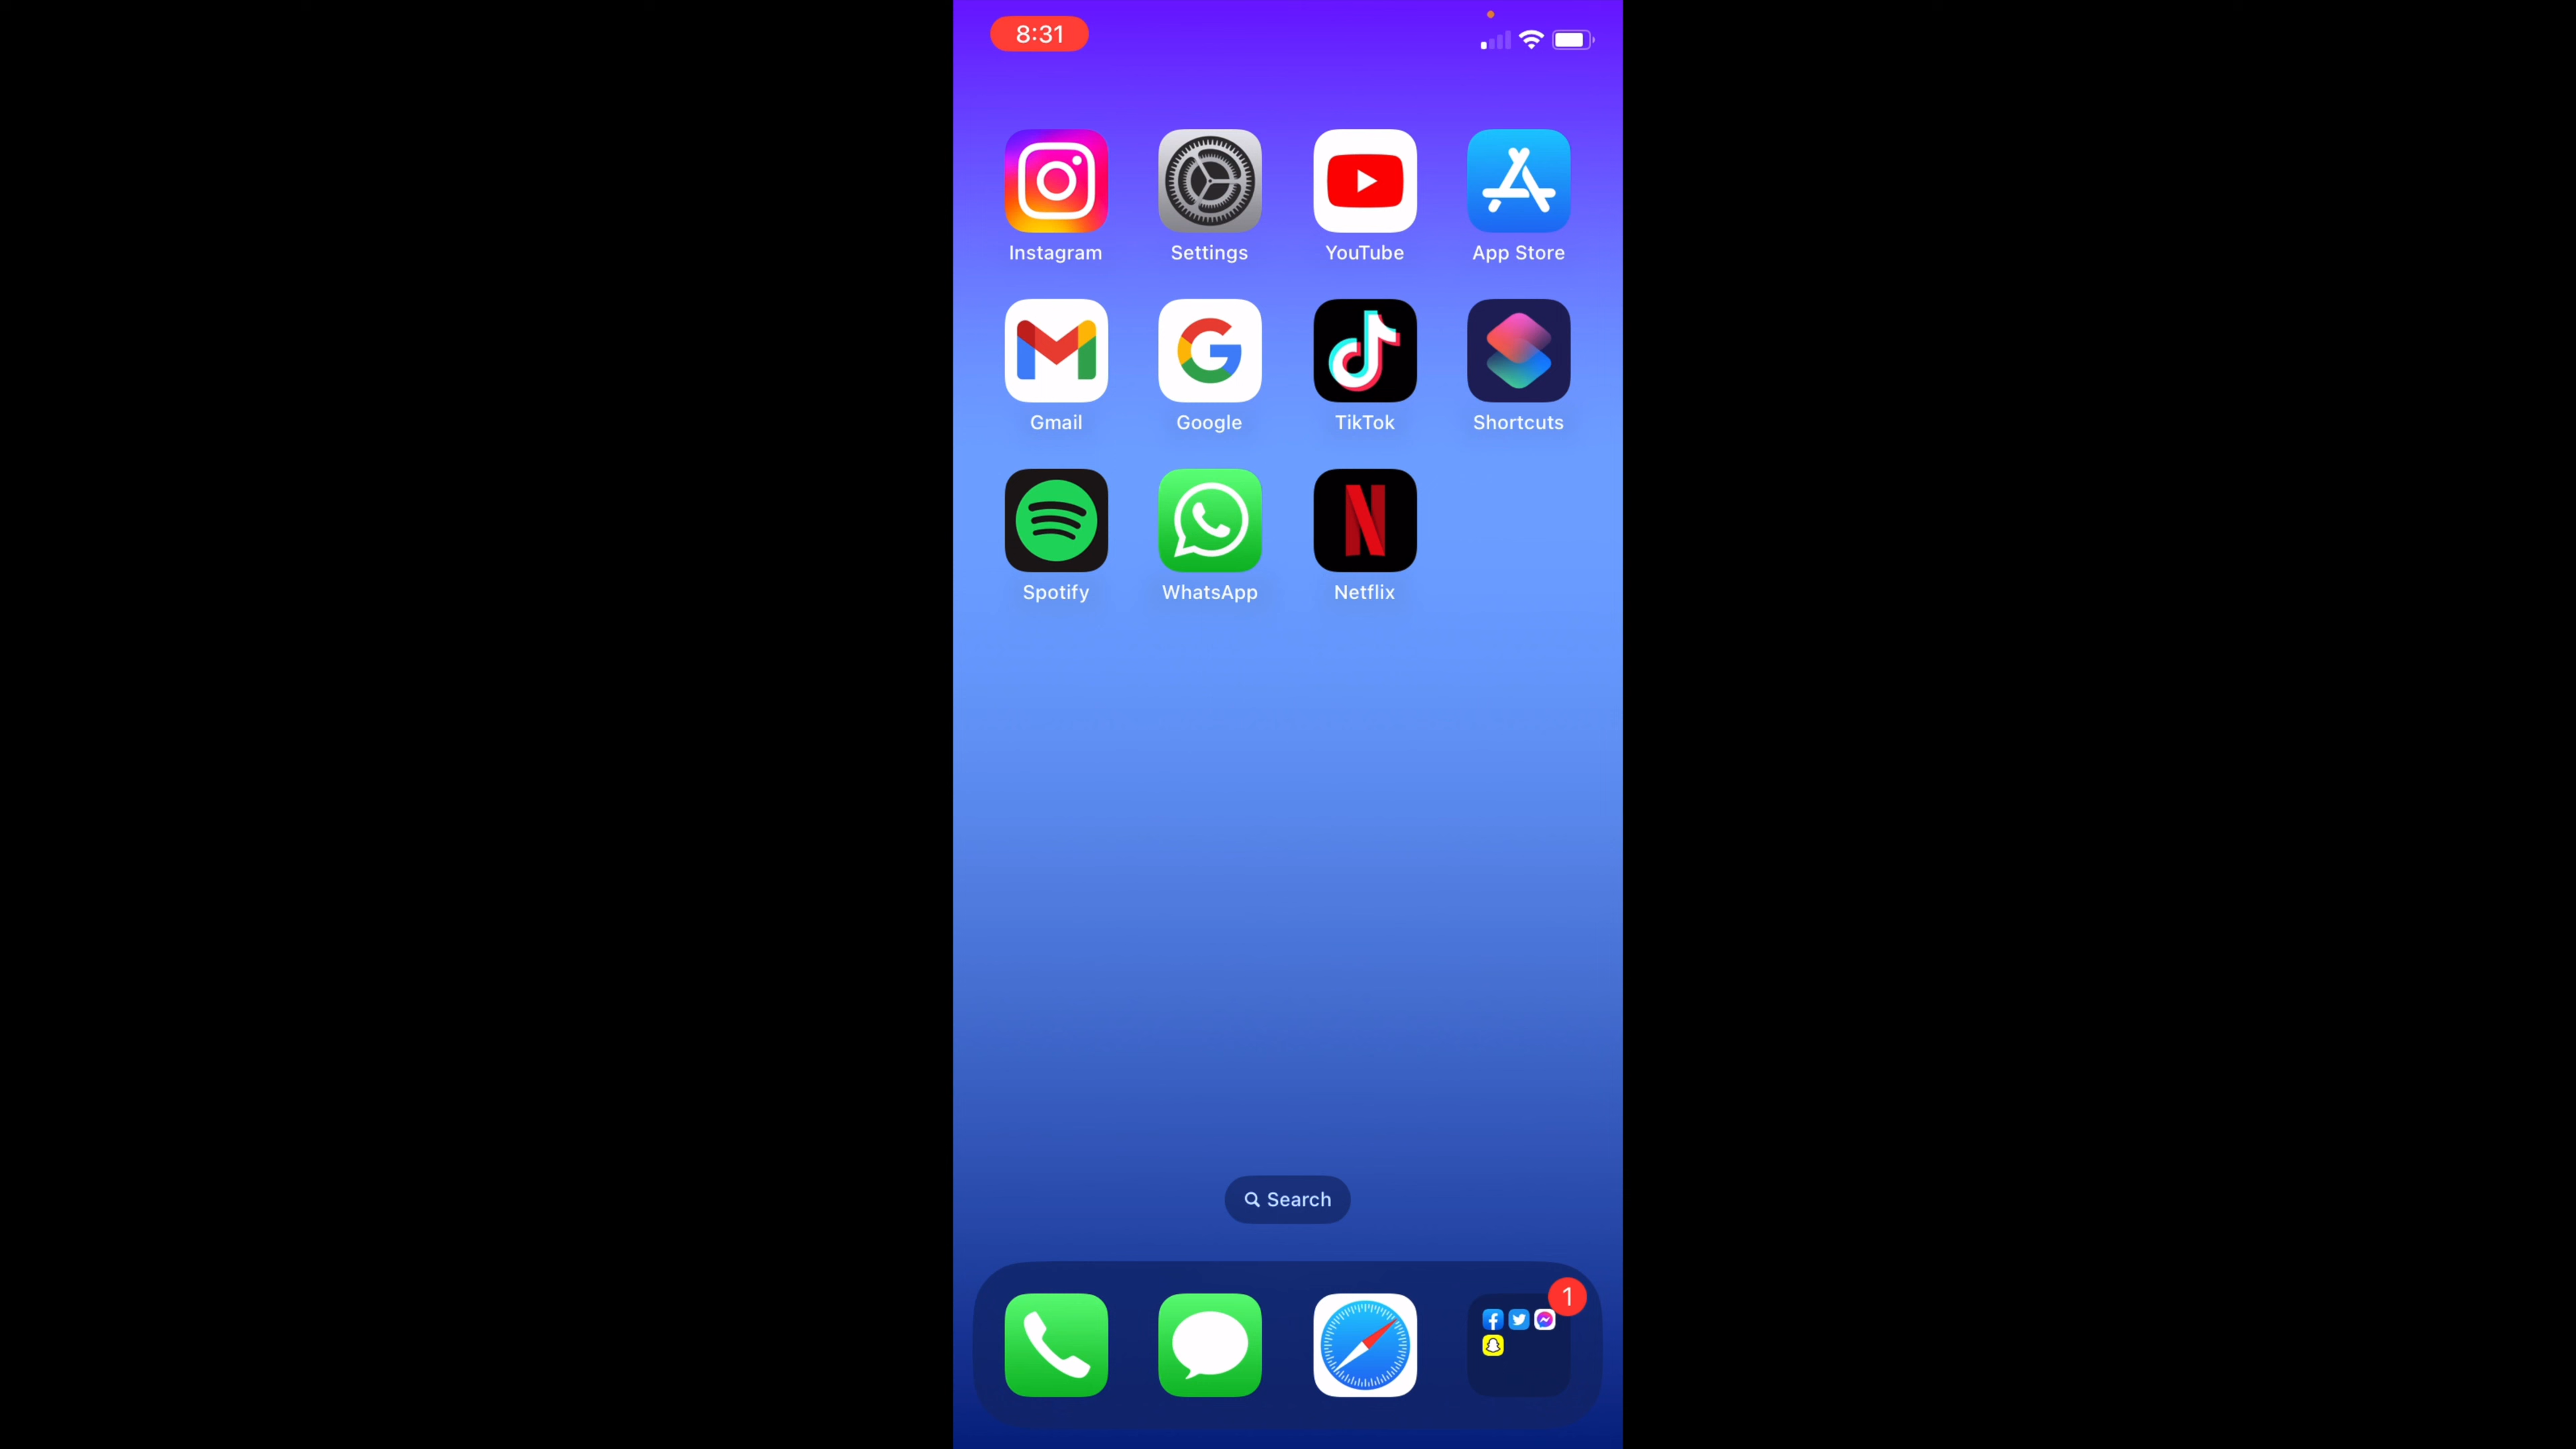 8:31
Instagram Settings YouTube App Store
Gmail Google TikTok Shortcuts
Spotify WhatsApp Netflix
Search
1